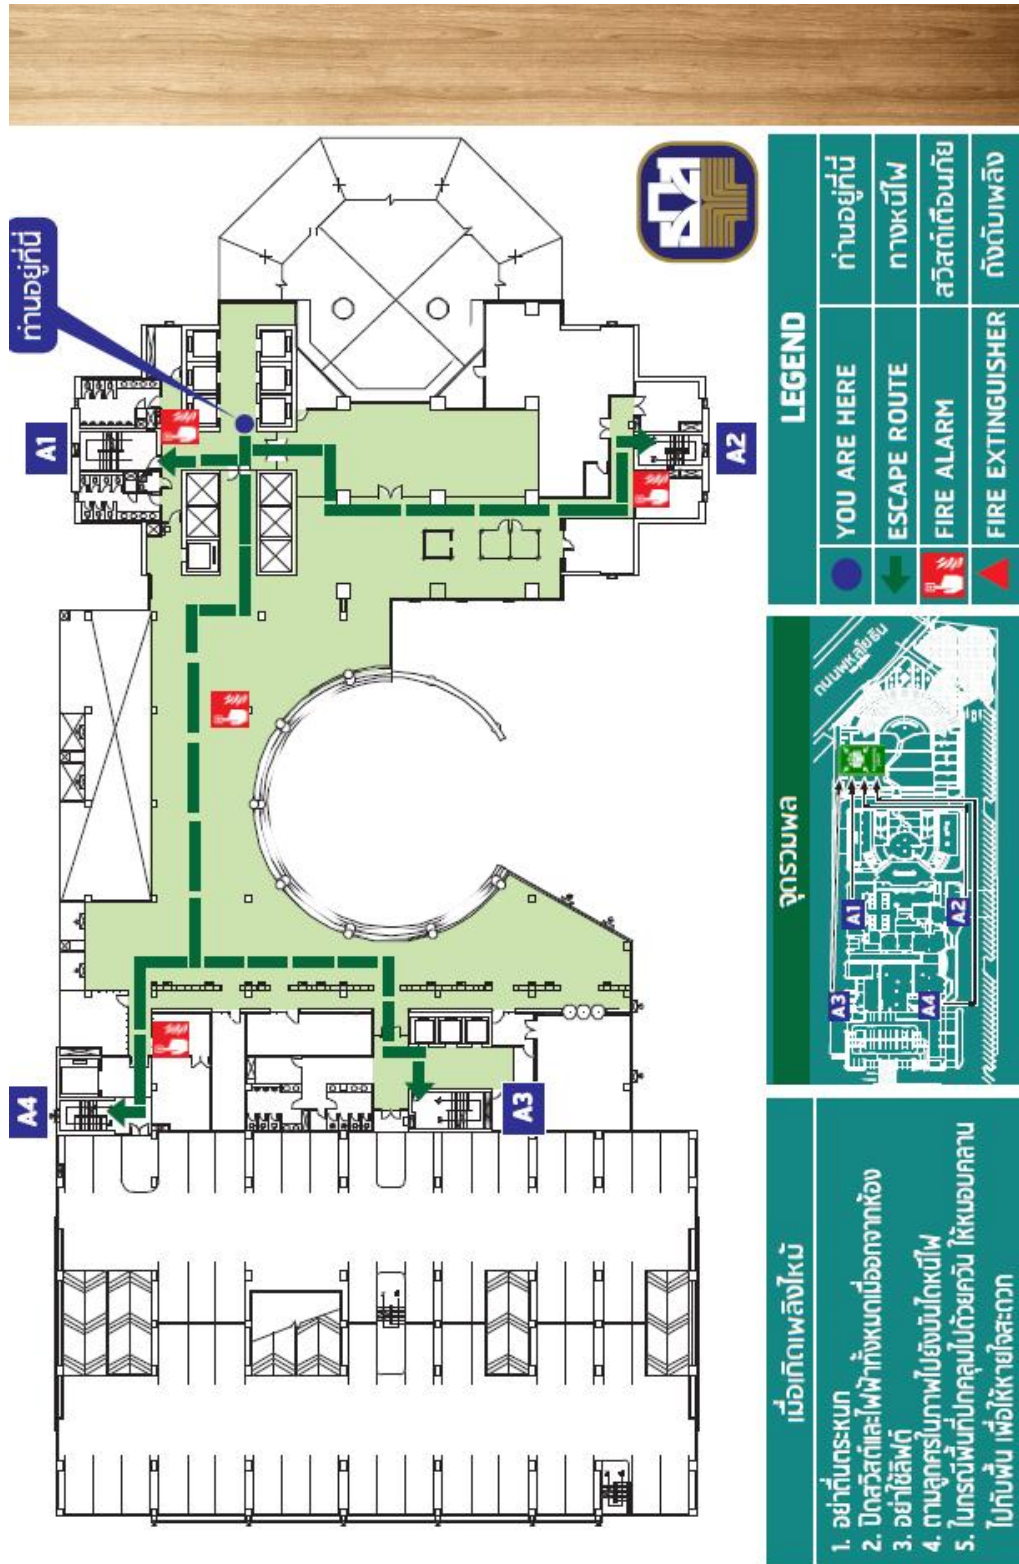 ท่านอยู่ที่นี่
A1
A2
A3
A4
LEGEND
YOU ARE HERE ท่านอยู่ที่นี่
ESCAPE ROUTE ทางหนีไฟ
FIRE ALARM สวิสต์เตือนภัย
FIRE EXTINGUISHER ถังดับเพลิง
จุดรวมพล
ถนนพหลโยธิน
A1
A2
A3
A4
เมื่อเกิดเพลิงไหม้
1. อย่าตื่นตระหนก
2. ปิดสวิสต์และไฟฟ้าทั้งหมดเมื่อออกจากห้อง
3. อย่าใช้ลิฟต์
4. ตามลูกศรในภาพไปยังบันไดหนีไฟ
5. ในกรณีพื้นที่ปกคลุมไปด้วยควัน ให้หมอบคลาน
ไปกับพื้น เพื่อให้หายใจสะดวก